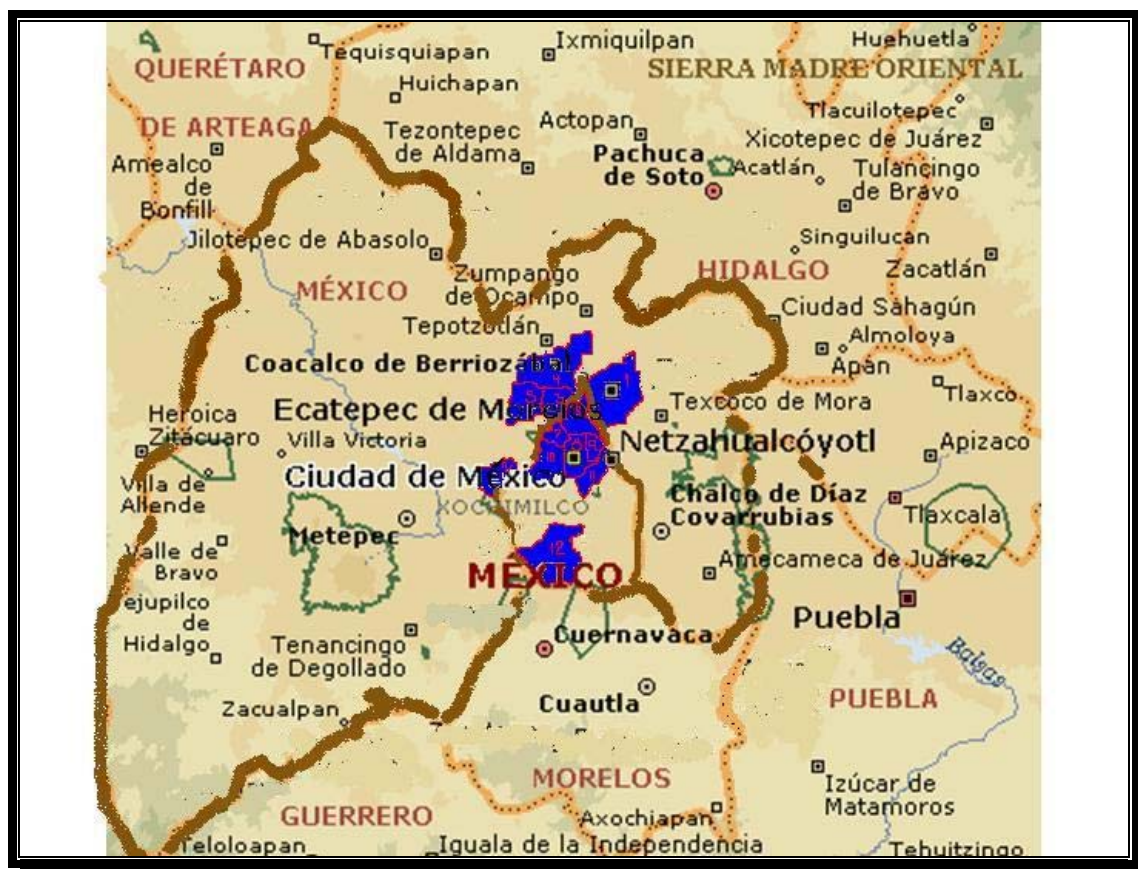 Tequisquiapan
Ixmiquilpan
Huehuetla
QUERÉTARO
SIERRA MADRE ORIENTAL
Huichapan
Tlacuilotepec
DE ARTEAGA
Tezontepec
de Aldama
Actopan
Xicotepec de Juárez
Amealco
de
Bonfill
Pachuca
de Soto
Acatlán
Tulancingo
de Bravo
Jilotepec de Abasolo
Singuilucan
MÉXICO
Zumpango
de Ocampo
HIDALGO
Zacatlán
Tepotzotlán
Ciudad Sahagún
Almoloya
Coacalco de Berriozábal
Apan
Tlaxco
Heroica
Zitácuaro
Ecatepec de Morelos
Texcoco de Mora
Villa Victoria
Netzahualcóyotl
Apizaco
Villa de
Allende
Ciudad de México
XOCHIMILCO
Chalco de Díaz
Covarrubias
Tlaxcala
Metepec
12
Valle de
Bravo
MÉXICO
Amecameca de Juárez
ejupilco
de
Hidalgo
Puebla
Tenancingo
de Degollado
Cuernavaca
Balsas
Zacualpan
Cuautla
PUEBLA
MORELOS
Izúcar de
Matamoros
GUERRERO
Axochiapan
Teloloapan
Iguala de la Independencia
Tehuitzingo